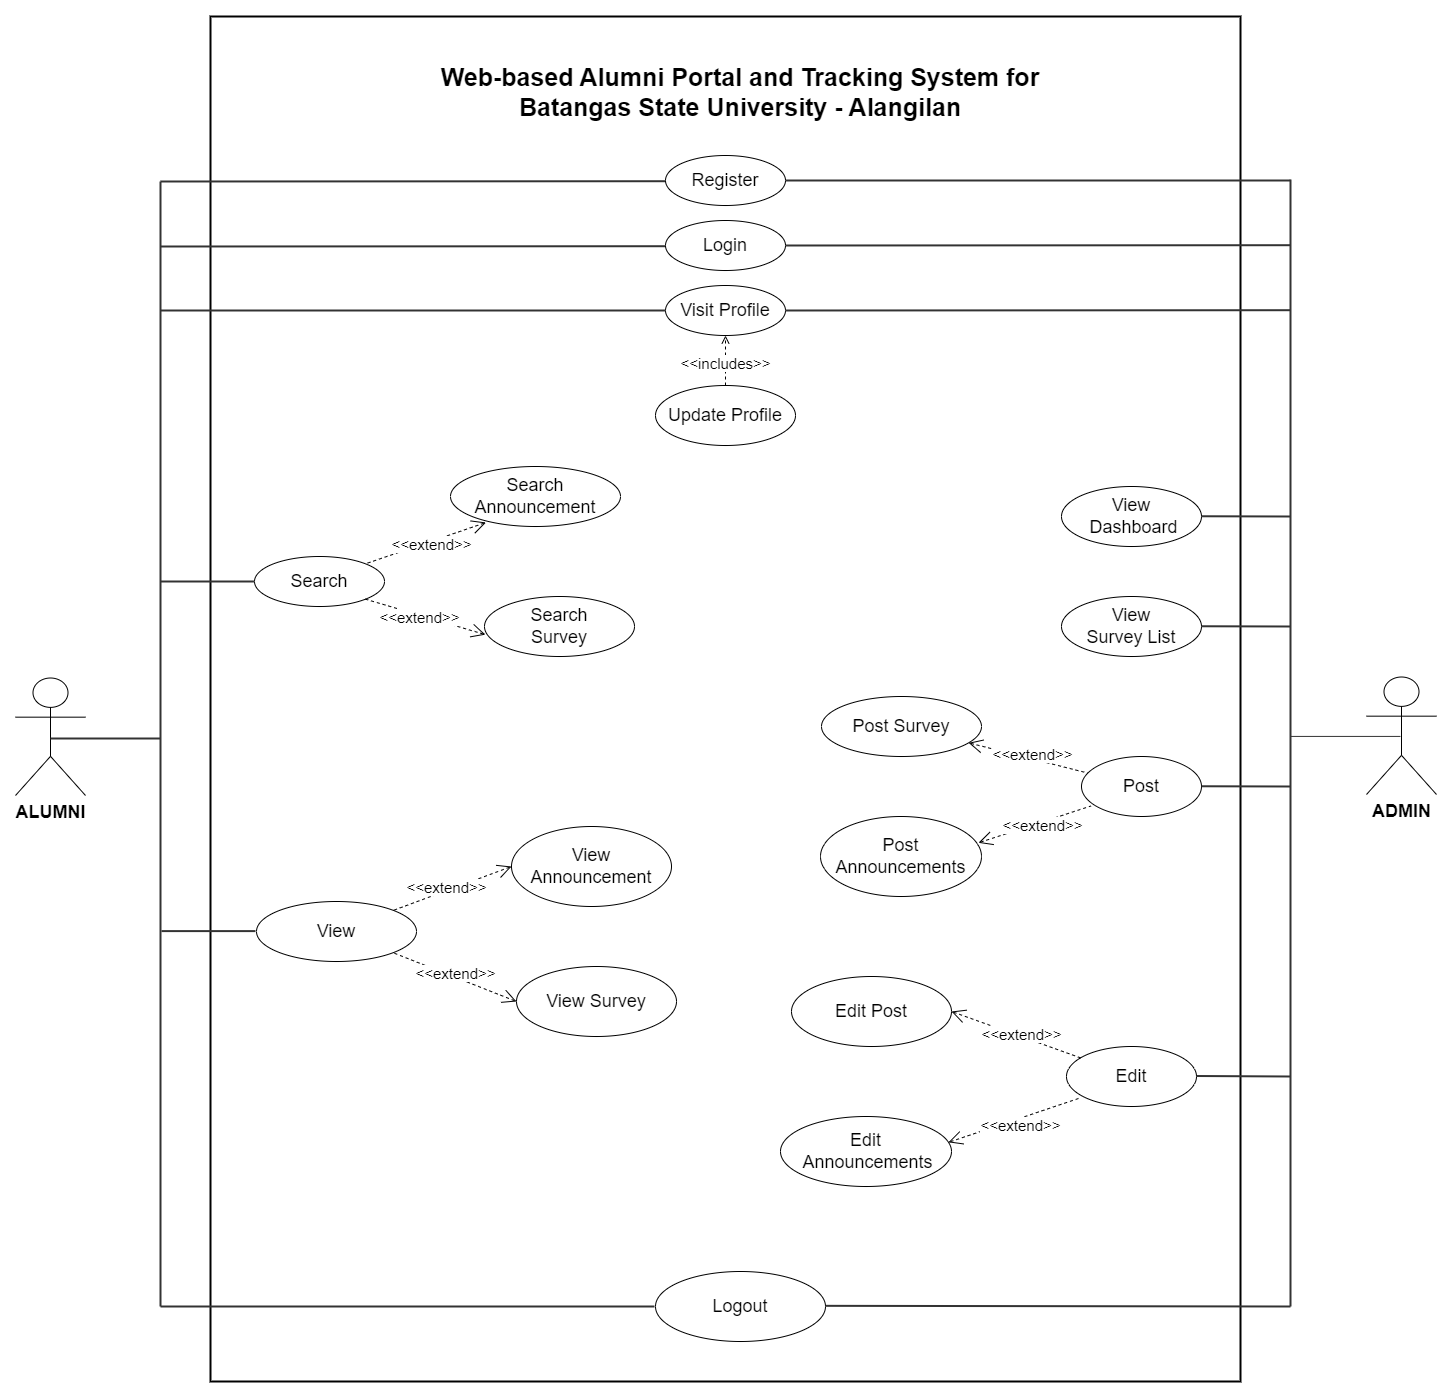 Web-based Alumni Portal and Tracking System for
Batangas State University - Alangilan
Register
Login
Visit Profile
<<includes>>
Update Profile
Search
Announcement
<<extend>>
Search
<<extend>>
Search
Survey
View
Dashboard
View
Survey List
ALUMNI
ADMIN
Post Survey
<<extend>>
Post
<<extend>>
Post
Announcements
View
Announcement
<<extend>>
View
<<extend>>
View Survey
Edit Post
<<extend>>
Edit
<<extend>>
Edit
Announcements
Logout